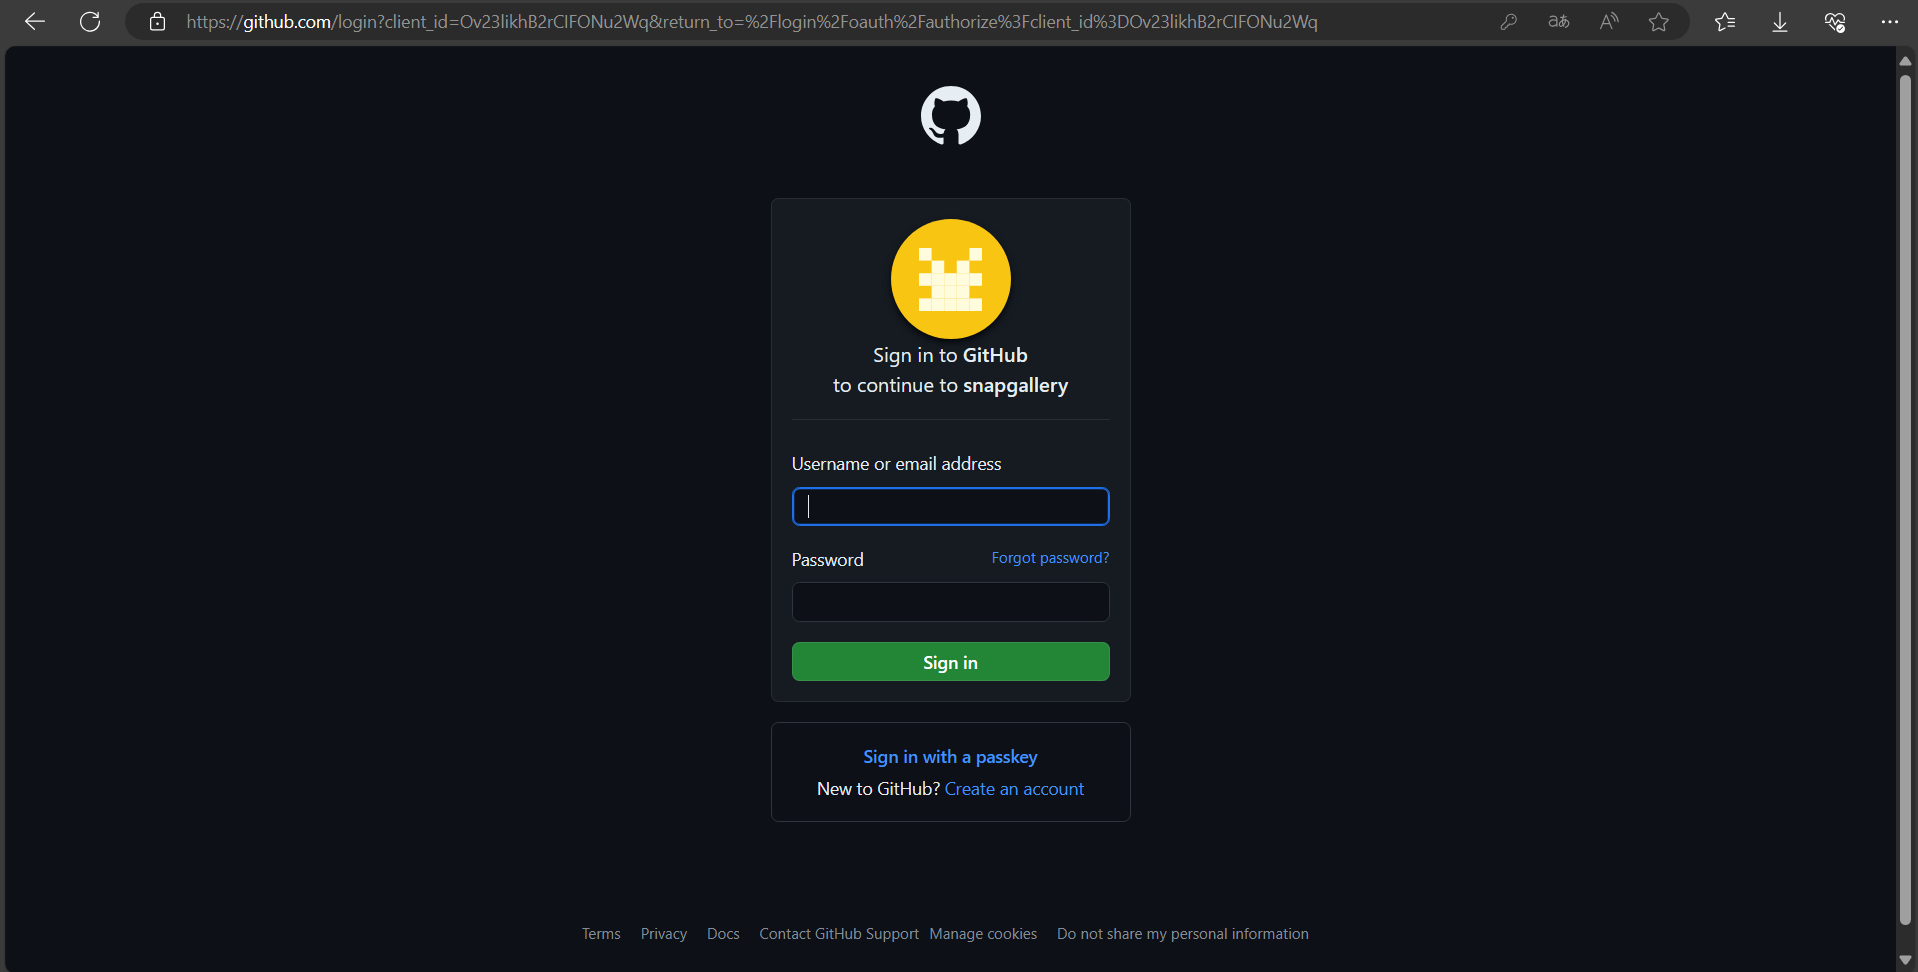 https://github.com/login?client_id=Ov23likhB2rCIFONu2Wq&return_to=%2Flogin%2Foauth%2Fauthorize%3Fclient_id%3DOv23likhB2rCIFONu2Wq
Sign in to GitHub
to continue to snapgallery
Username or email address
Password Forgot password?
Sign in
Sign in with a passkey
New to GitHub? Create an account
Terms Privacy Docs Contact GitHub Support Manage cookies Do not share my personal information